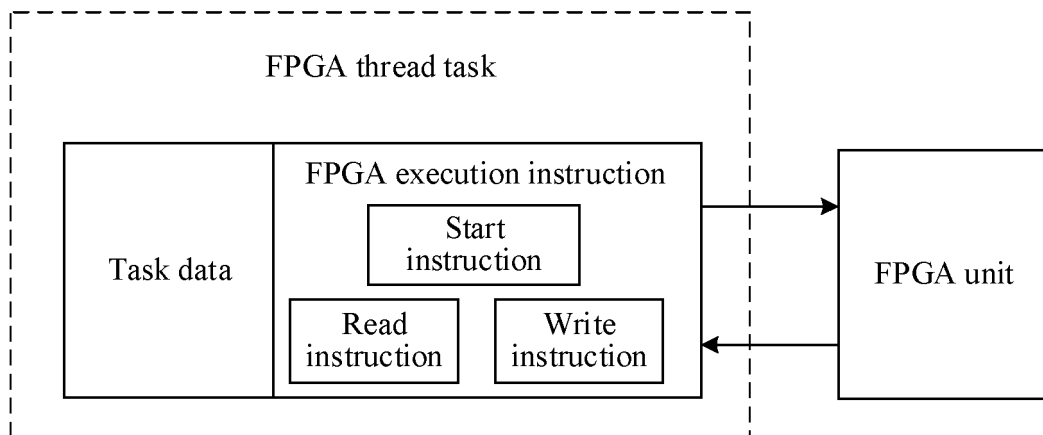 FPGA thread task
FPGA execution instruction
Start
instruction
Task data
FPGA unit
Read
instruction
Write
instruction